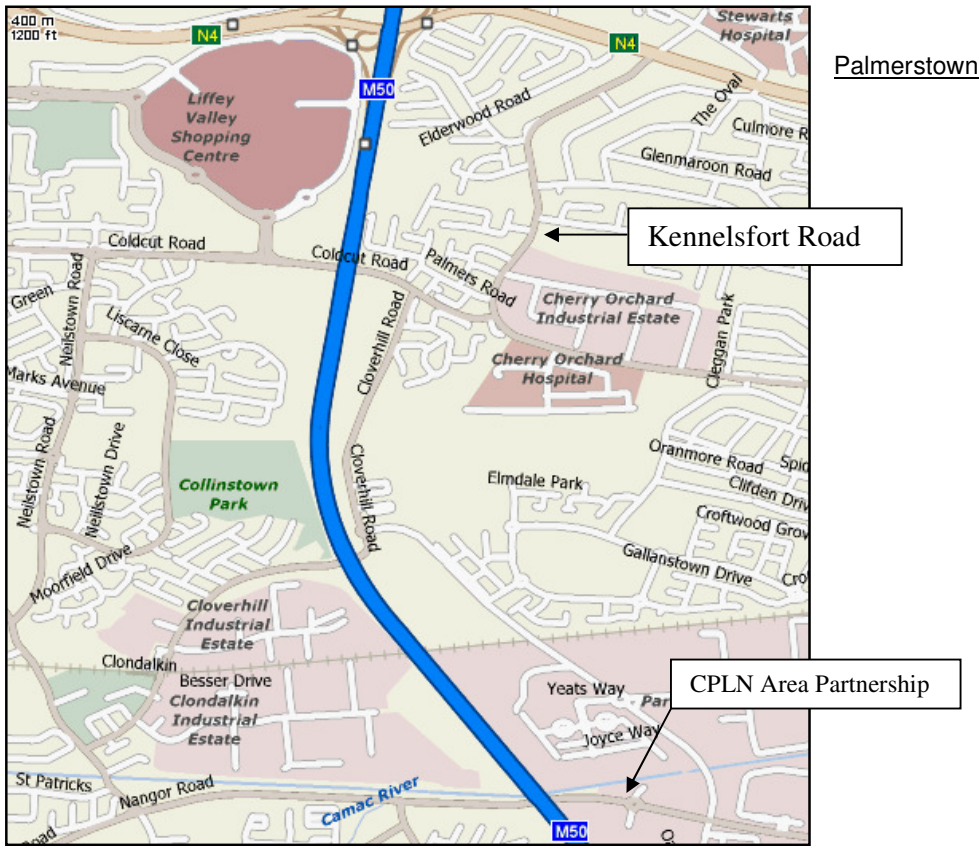 400 m
1200 ft
N4
N4
Stewarts
Hospital
Palmerstown
M50
Liffey
Valley
Shopping
Centre
Elderwood Road
The Oval
Culmore R
Glenmaroon Road
Kennelsfort Road
Coldcut Road
Coldcut Road
Palmers Road
Neilstown Road
Green
Liscarne Close
Cherry Orchard
Industrial Estate
Cleggan Park
Cloverhill Road
Cherry Orchard
Hospital
Marks Avenue
Neilstown Road
Neilstown Drive
Collinstown
Park
Cloverhill Road
Oranmore Road
Spid
Elmdale Park
Clifden Driv
Croftwood Grov
Gallanstown Drive
Cro
Moorfield Drive
Cloverhill
Industrial
Estate
Clondalkin
Besser Drive
Clondalkin
Industrial
Estate
CPLN Area Partnership
Yeats Way
Par
Joyce Way
St Patricks
Nangor Road
Camac River
Road
M50